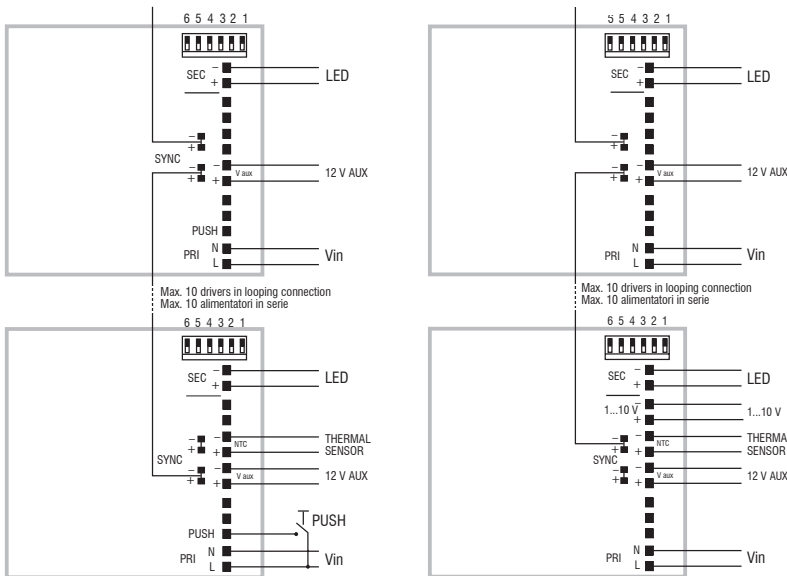 6 5 4 3 2 1
SEC
−
+
LED
−
+
SYNC
−
+
−
V aux
+
12 V AUX
PUSH
PRI
N
L
Vin
Max. 10 drivers in looping connection
Max. 10 alimentatori in serie
6 5 4 3 2 1
SEC
−
+
LED
−
+
−
NTC
+
THERMAL
SENSOR
SYNC
−
+
−
V aux
+
12 V AUX
PUSH
PUSH
PRI
N
L
Vin
5 5 4 3 2 1
SEC
−
+
LED
−
+
−
+
−
V aux
+
12 V AUX
PRI
N
L
Vin
Max. 10 drivers in looping connection
Max. 10 alimentatori in serie
6 5 4 3 2 1
SEC
−
+
LED
−
1...10 V
+
1...10 V
−
+
−
NTC
+
THERMA
SENSOR
SYNC
−
+
−
V aux
+
12 V AUX
PRI
N
L
Vin